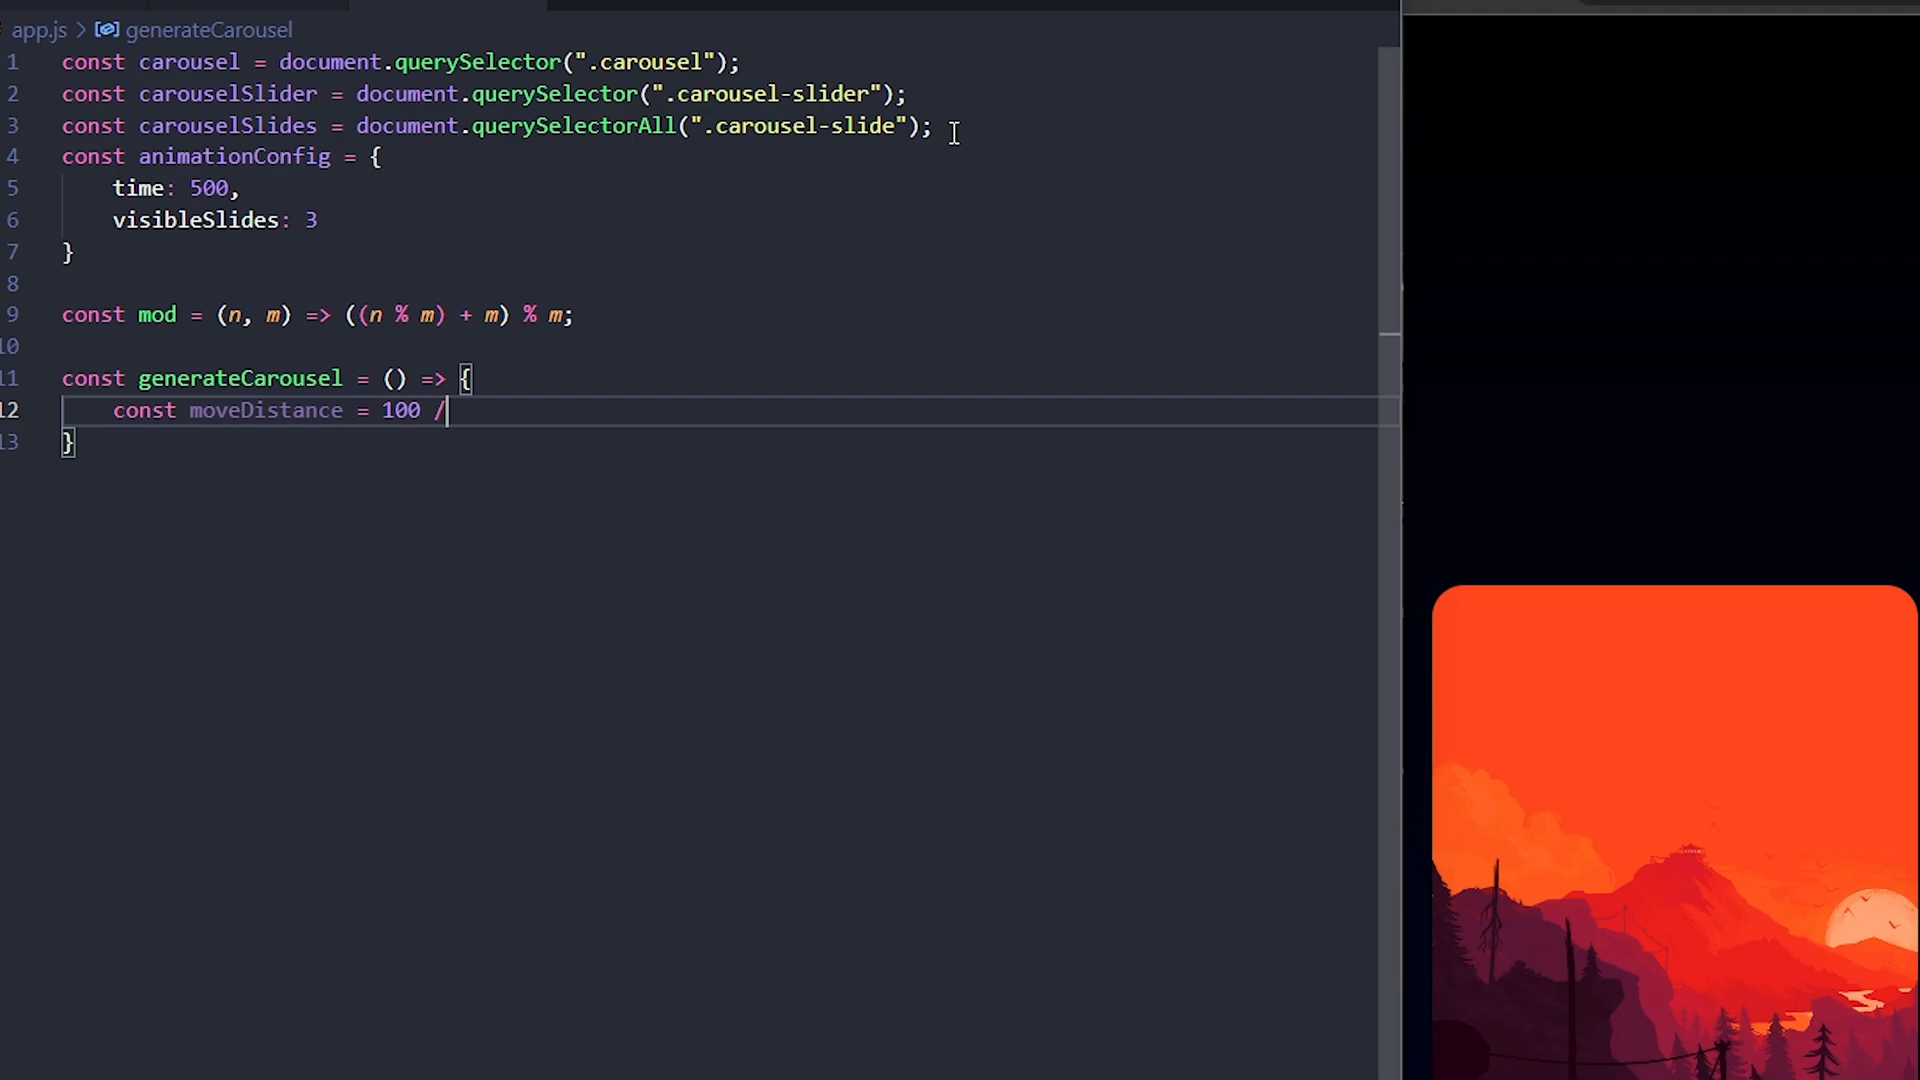 app.js > generateCarousel
1 const carousel = document.querySelector(".carousel");
2 const carouselSlider = document.querySelector(".carousel-slider");
3 const carouselSlides = document.querySelectorAll(".carousel-slide");
4 const animationConfig = {
5     time: 500,
6     visibleSlides: 3
7 }
8
9 const mod = (n, m) => ((n % m) + m) % m;
10
11 const generateCarousel = () => {
12     const moveDistance = 100 /
13 }